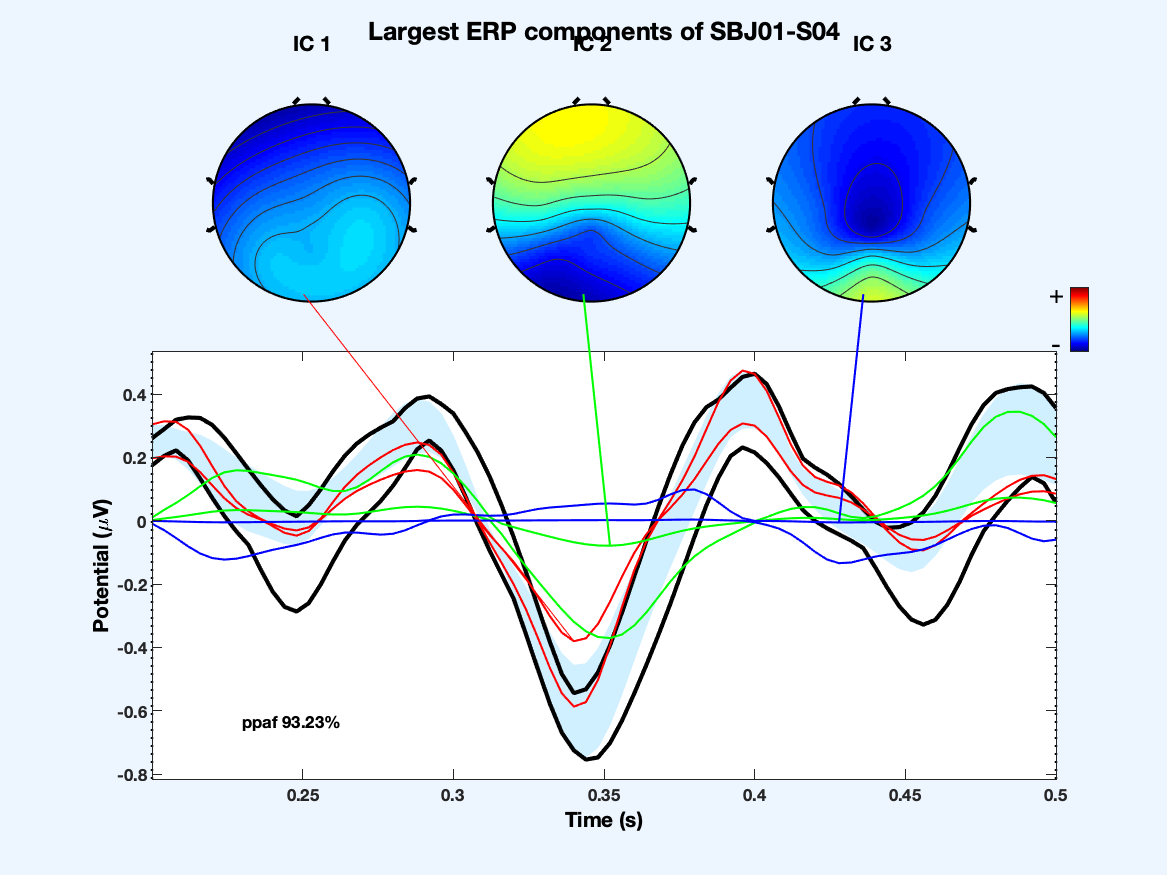 Largest ERP components of SBJ01-S04
IC 1
IC 2
IC 3
+
-
0.4
0.2
0
-0.2
-0.4
-0.6
-0.8
Potential (μV)
ppaf 93.23%
0.25
0.3
0.35
0.4
0.45
0.5
Time (s)